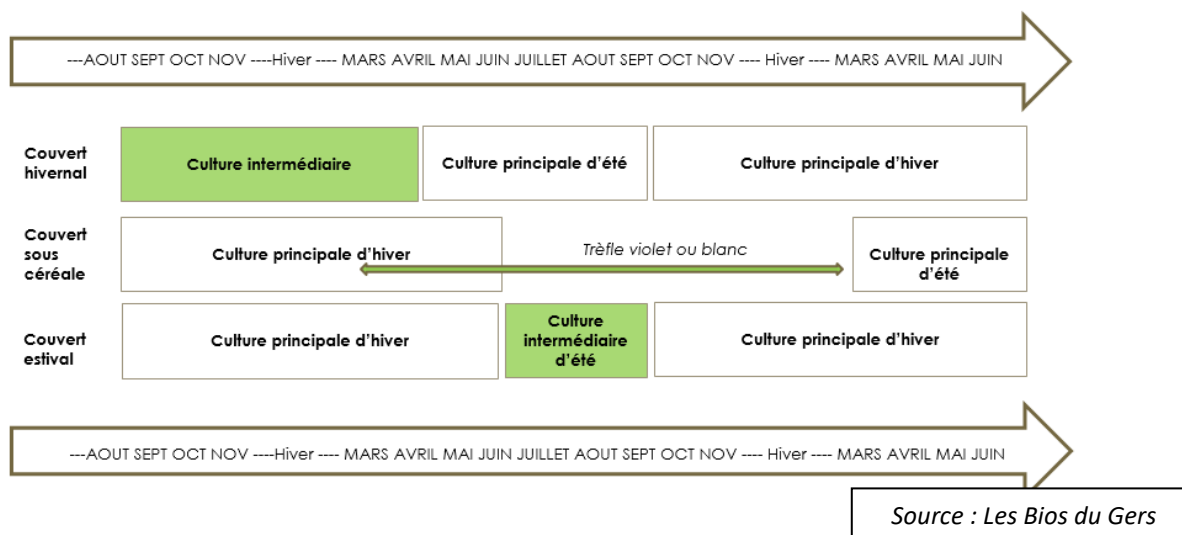 ---AOUT SEPT OCT NOV ----Hiver ---- MARS AVRIL MAI JUIN JUILLET AOUT SEPT OCT NOV ---- Hiver ---- MARS AVRIL MAI JUIN
Couvert
hivernal
Culture intermédiaire
Culture principale d'été
Culture principale d'hiver
Couvert
sous
céréale
Culture principale d'hiver
Trèfle violet ou blanc
Culture principale
d'été
Couvert
estival
Culture principale d'hiver
Culture
intermédiaire
d'été
Culture principale d'hiver
---AOUT SEPT OCT NOV ----Hiver ---- MARS AVRIL MAI JUIN JUILLET AOUT SEPT OCT NOV ---- Hiver ---- MARS AVRIL MAI JUIN
Source : Les Bios du Gers